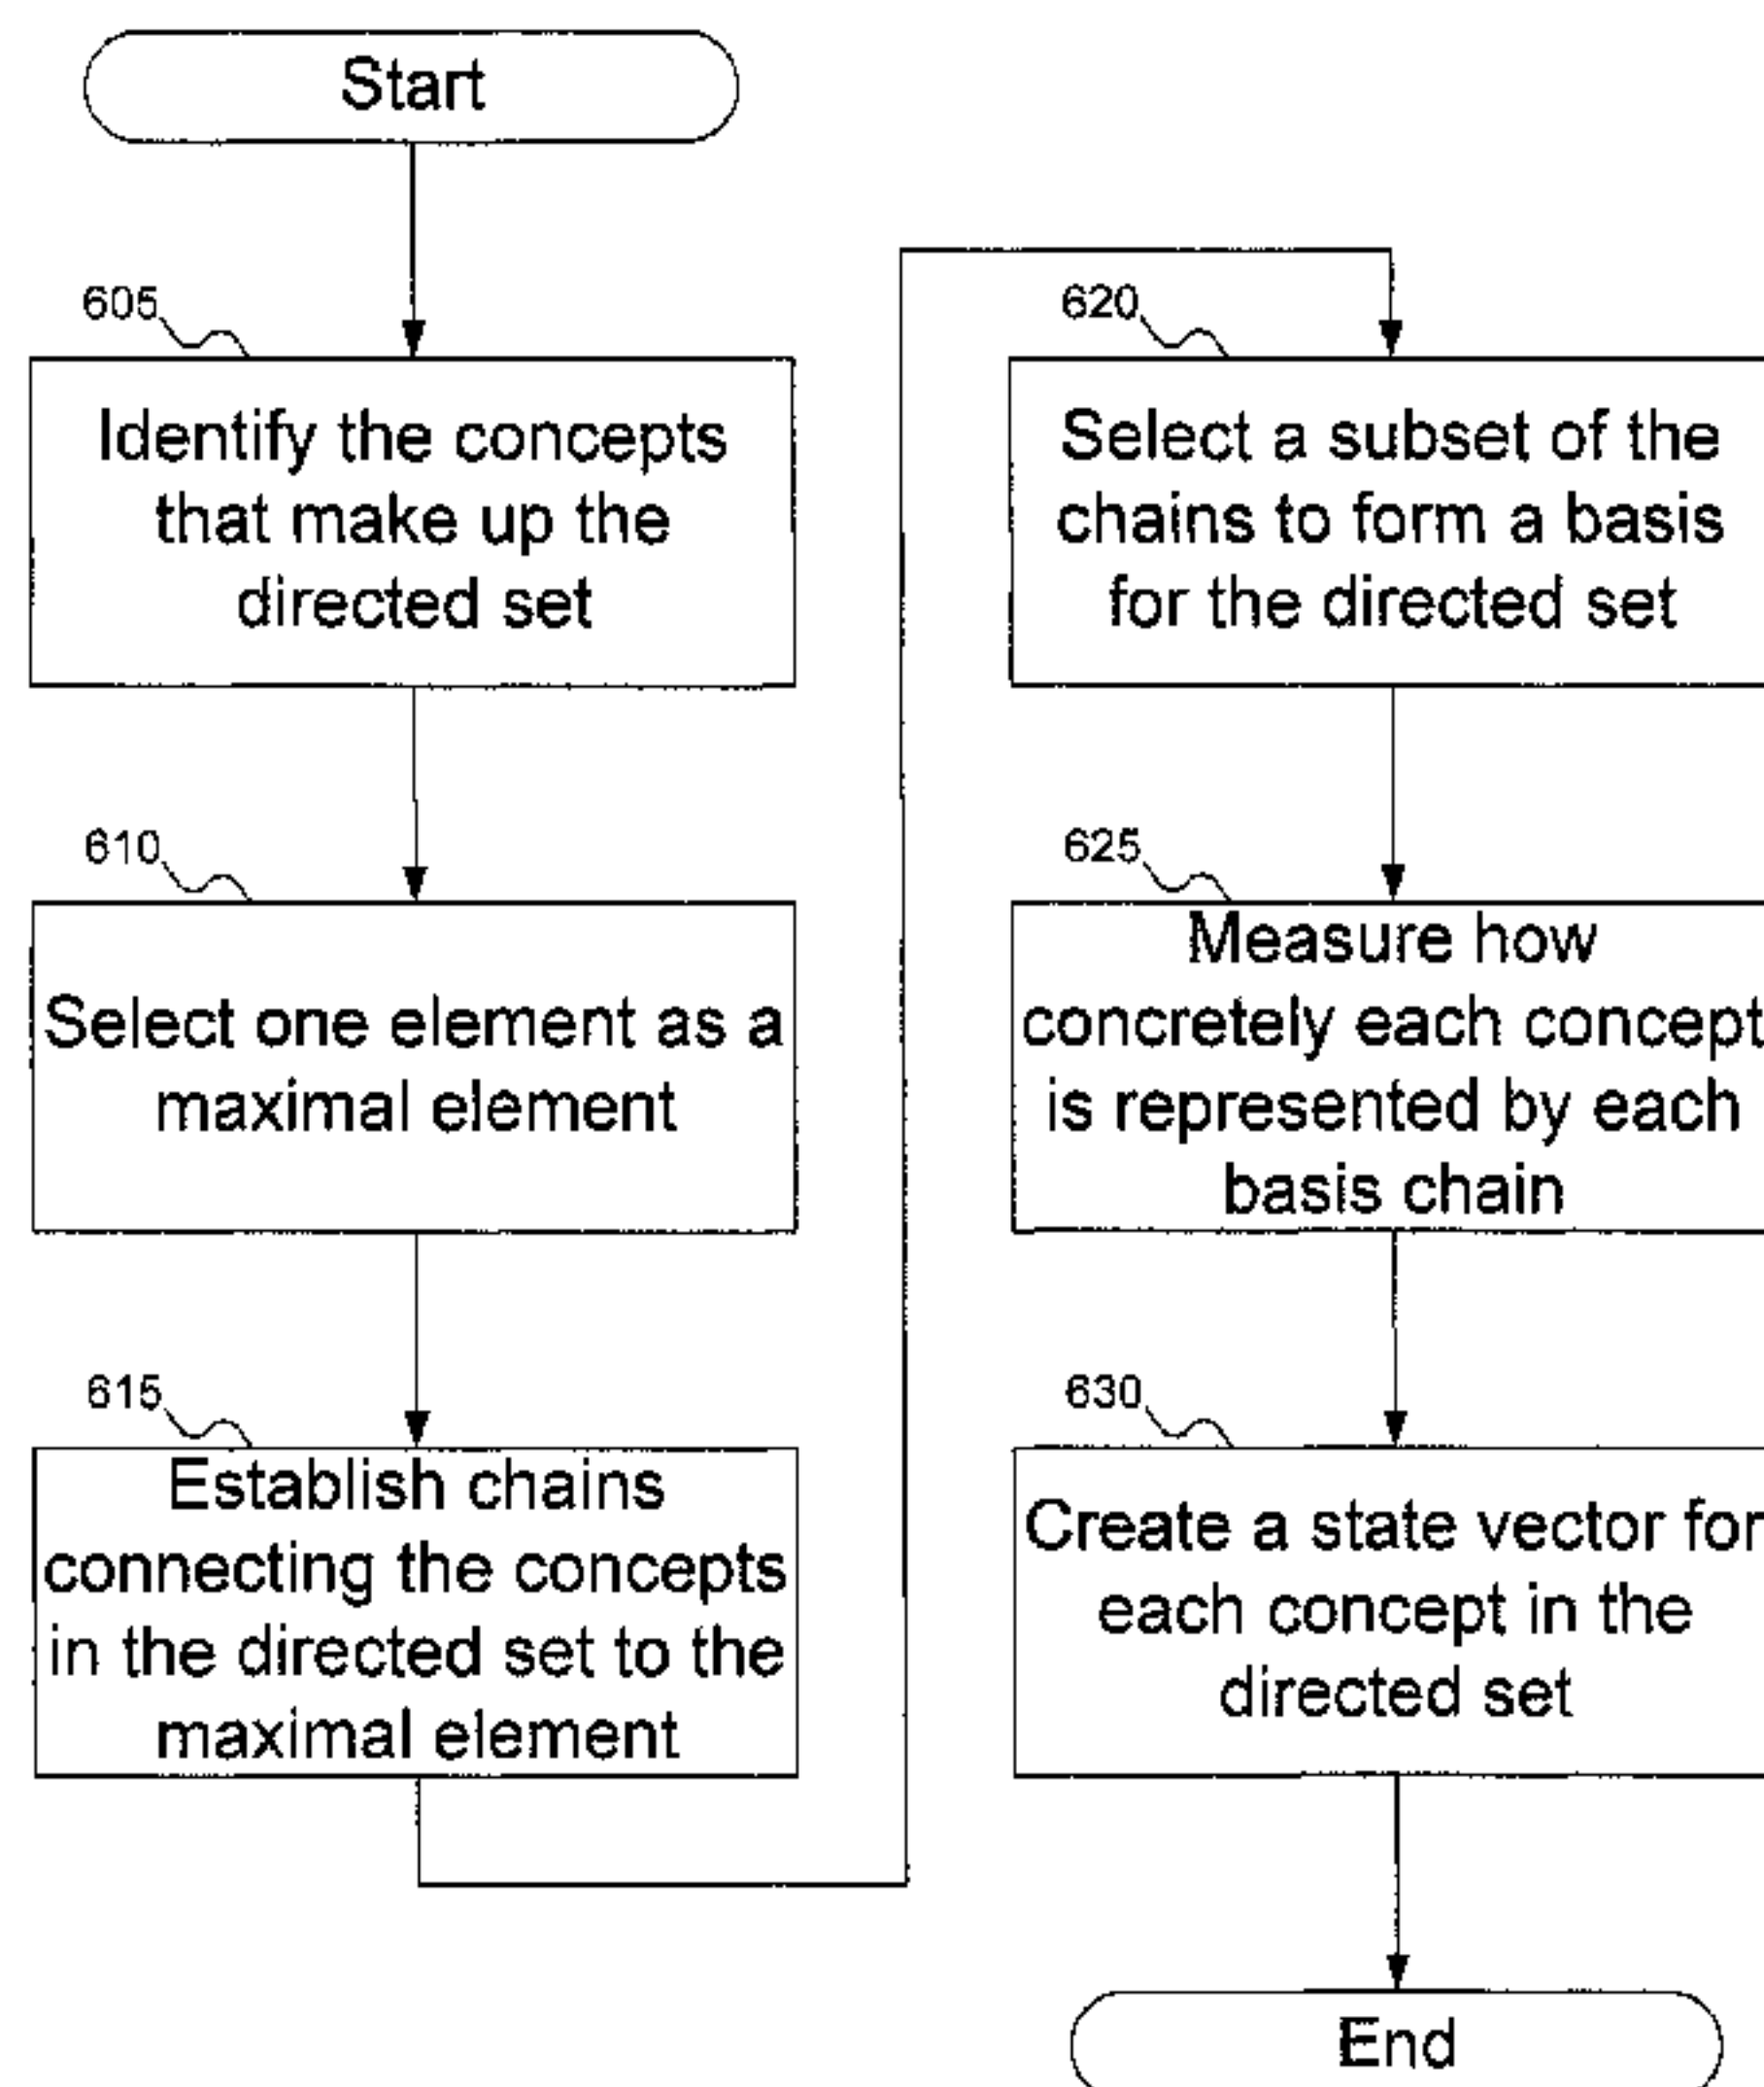 Start
605
Identify the concepts
that make up the
directed set
610
Select one element as a
maximal element
615
Establish chains
connecting the concepts
in the directed set to the
maximal element
620
Select a subset of the
chains to form a basis
for the directed set
625
Measure how
concretely each concept
is represented by each
basis chain
630
Create a state vector for
each concept in the
directed set
End